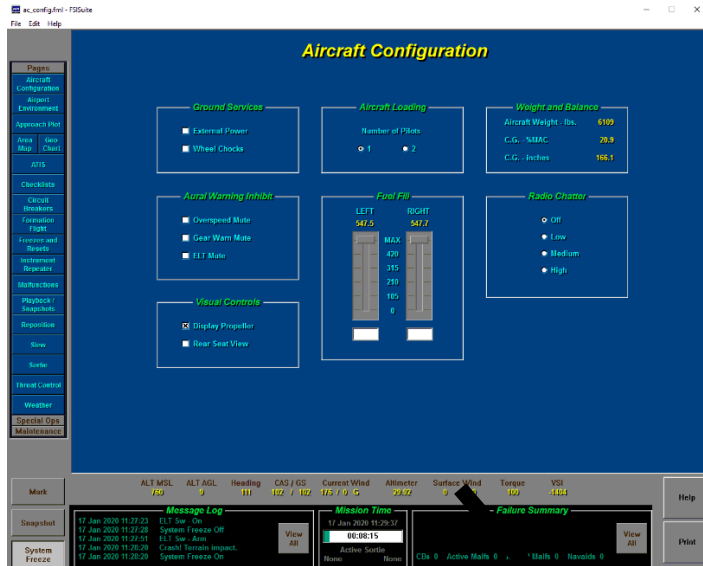 ac_config.fml - FSISuite
File Edit Help
Aircraft Configuration
Pages
Aircraft
Configuration
Airport
Environment
Approach Plot
Area Map
Geo Chart
ATIS
Checklists
Circuit
Breakers
Formation
Flight
Freezes and
Resets
Instrument
Repeater
Malfunctions
Playback /
Snapshots
Reposition
Slew
Sortie
Threat Control
Weather
Special Ops
Maintenance
Ground Services
External Power
Wheel Chocks
Aircraft Loading
Number of Pilots
1 2
Weight and Balance
Aircraft Weight - lbs. 6109
C.G. - %MAC 20.9
C.G. - Inches 166.1
Aural Warning Inhibit
Overspeed Mute
Gear Warn Mute
ELT Mute
Fuel Fill
LEFT RIGHT
547.5 547.7
MAX
420
315
210
105
0
Radio Chatter
Off
Low
Medium
High
Visual Controls
Display Propeller
Rear Seat View
ALT MSL ALT AGL Heading CAS / GS Current Wind Altimeter Surface Wind Torque VSI
750 9 111 102 / 102 176 / 0 G 29.92 0 100 -1404
Mark
Snapshot
System
Freeze
Message Log
17 Jan 2020 11:27:23 ELT Sw - On
17 Jan 2020 11:27:28 System Freeze Off
17 Jan 2020 11:27:51 ELT Sw - Arm
17 Jan 2020 11:28:20 Crash! Terrain impact.
17 Jan 2020 11:28:20 System Freeze On
View
All
Mission Time
17 Jan 2020 11:29:37
00:08:15
Active Sortie
None None
Failure Summary
CBs 0 Active Malfs 0 Malfs 0 Navaids 0
View
All
Help
Print